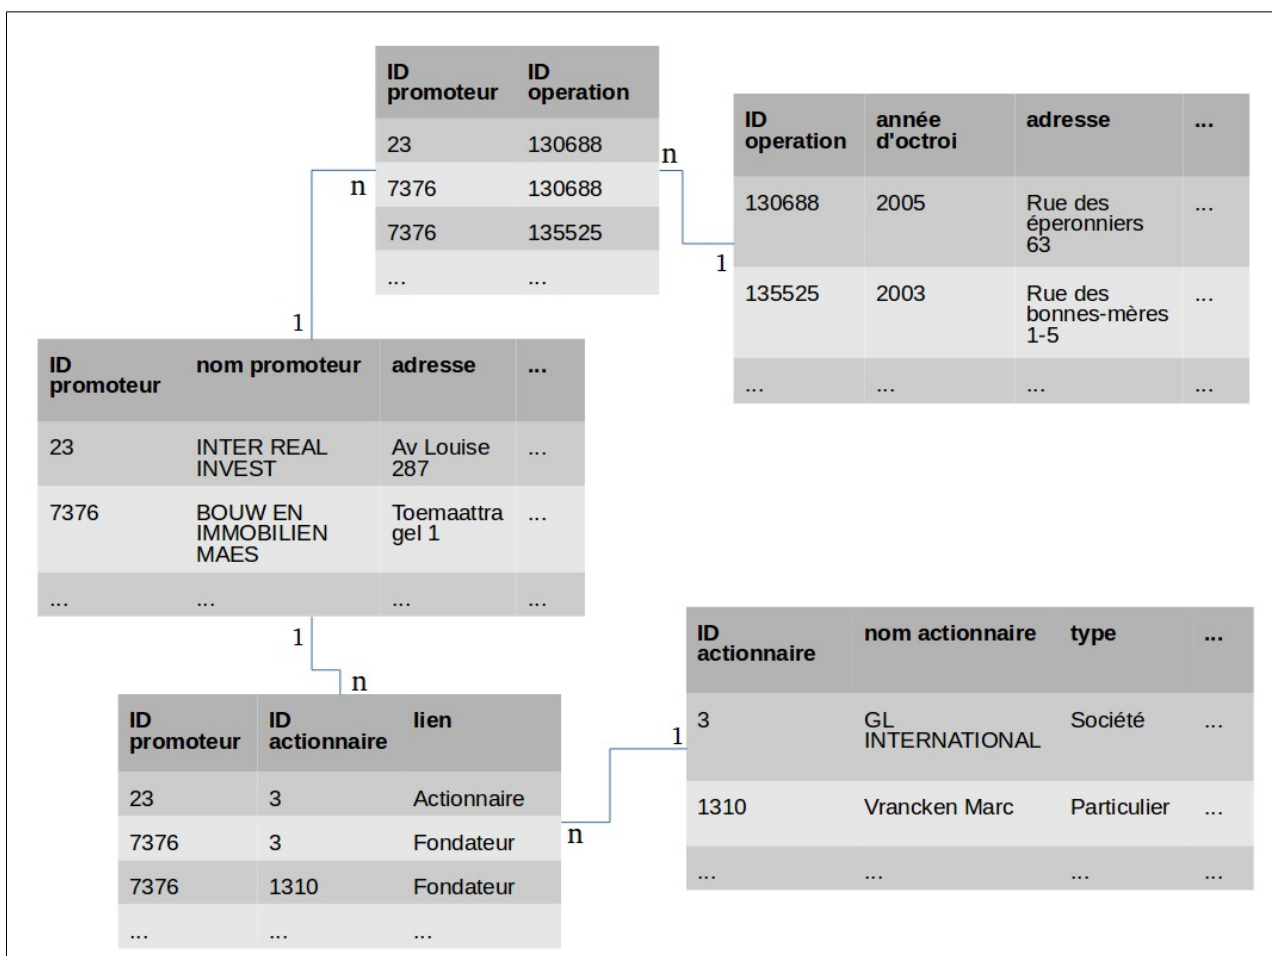 ID promoteur ID operation
23 130688
7376 130688
7376 135525
... ...
n
n
1
1
ID operation année d'octroi adresse ...
130688 2005 Rue des éperonniers 63 ...
135525 2003 Rue des bonnes-mères 1-5 ...
... ... ... ...
ID promoteur nom promoteur adresse ...
23 INTER REAL INVEST Av Louise 287 ...
7376 BOUW EN IMMOBILIEN MAES Toemaattragel 1 ...
... ... ... ...
1
n
ID promoteur ID actionnaire lien
23 3 Actionnaire
7376 3 Fondateur
7376 1310 Fondateur
... ... ...
n
1
ID actionnaire nom actionnaire type ...
3 GL INTERNATIONAL Société ...
1310 Vrancken Marc Particulier ...
... ... ... ...